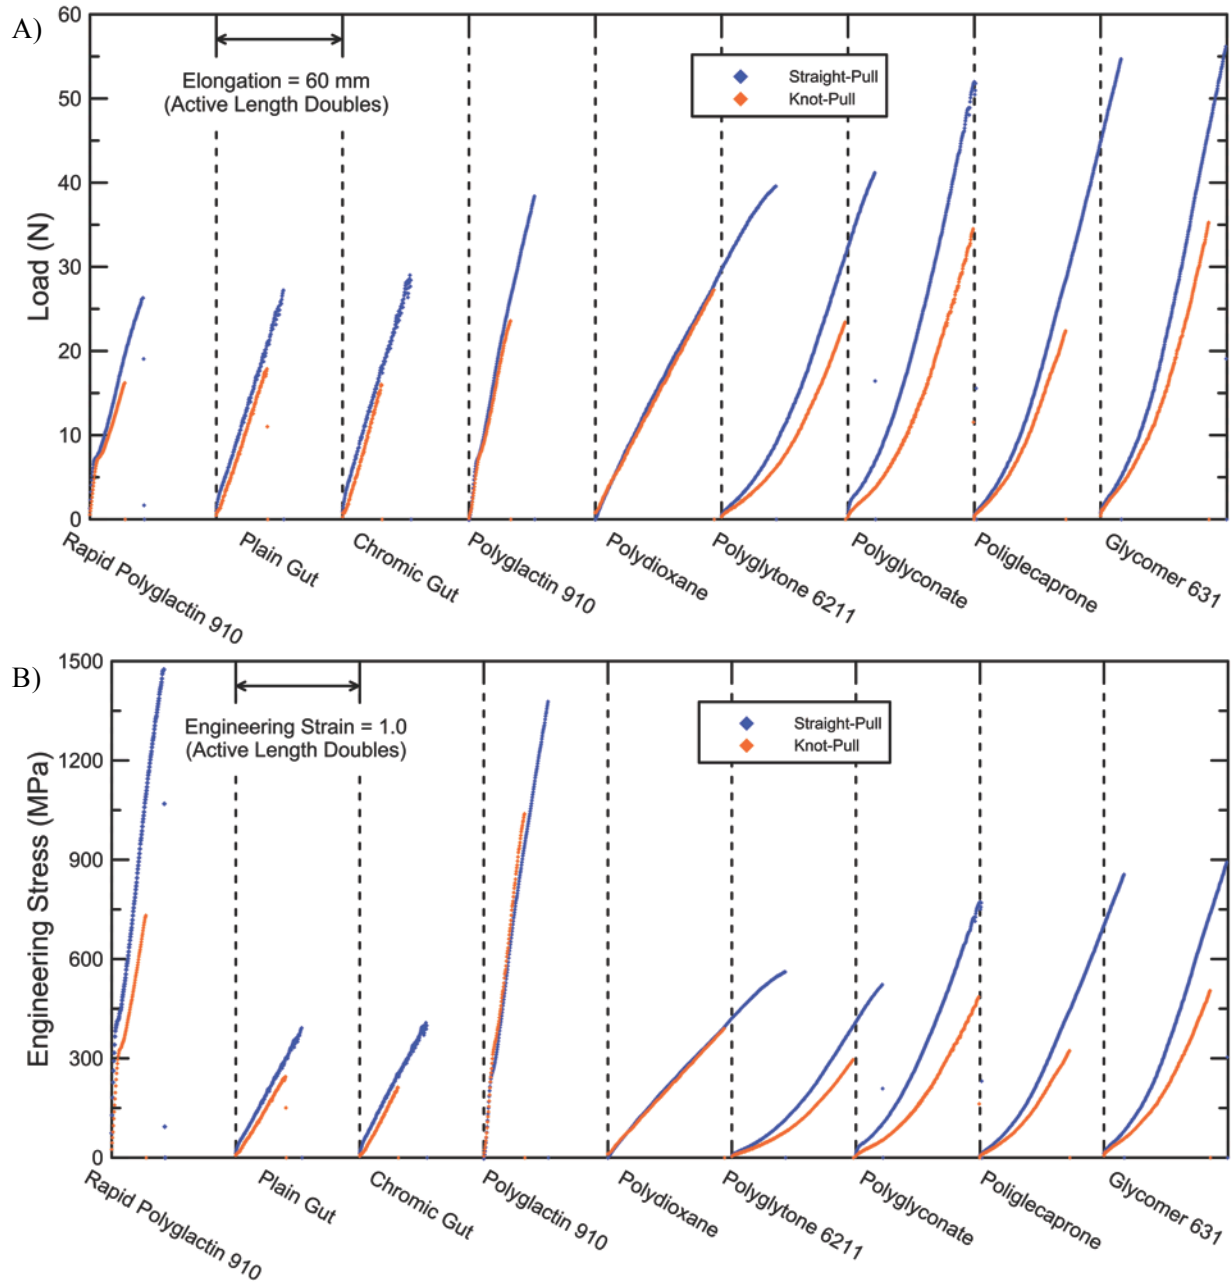 A)
60
50
40
30
20
10
0
Load (N)
Elongation = 60 mm
(Active Length Doubles)
Straight-Pull
Knot-Pull
Rapid Polyglactin 910
Plain Gut
Chromic Gut
Polyglactin 910
Polydioxane
Polyglytone 6211
Polyglyconate
Poliglecaprone
Glycomer 631
B)
1500
1200
900
600
300
0
Engineering Stress (MPa)
Engineering Strain = 1.0
(Active Length Doubles)
Straight-Pull
Knot-Pull
Rapid Polyglactin 910
Plain Gut
Chromic Gut
Polyglactin 910
Polydioxane
Polyglytone 6211
Polyglyconate
Poliglecaprone
Glycomer 631